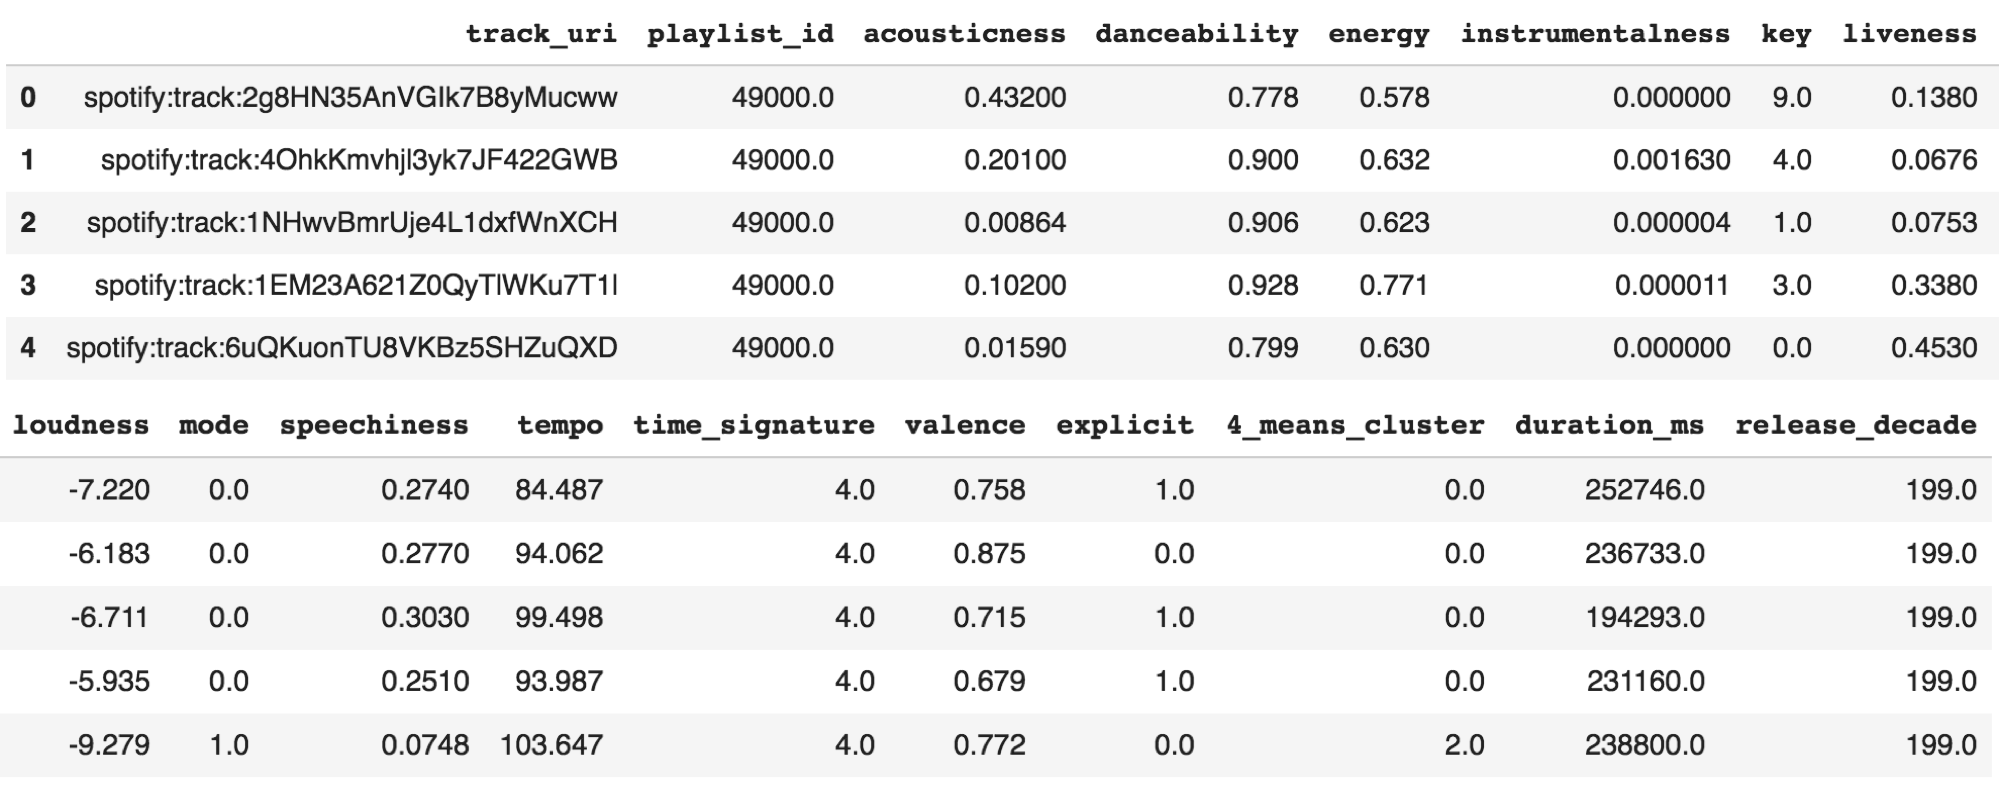 track_uri playlist_id acousticness danceability energy instrumentalness key liveness
0 spotify:track:2g8HN35AnVGIk7B8yMucww 49000.0 0.43200 0.778 0.578 0.000000 9.0 0.1380
1 spotify:track:4OhkKmvhjl3yk7JF422GWB 49000.0 0.20100 0.900 0.632 0.001630 4.0 0.0676
2 spotify:track:1NHwvBmrUje4L1dxfWnXCH 49000.0 0.00864 0.906 0.623 0.000004 1.0 0.0753
3 spotify:track:1EM23A621Z0QyTlWKu7T1l 49000.0 0.10200 0.928 0.771 0.000011 3.0 0.3380
4 spotify:track:6uQKuonTU8VKBz5SHZuQXD 49000.0 0.01590 0.799 0.630 0.000000 0.0 0.4530
loudness mode speechiness tempo time_signature valence explicit 4_means_cluster duration_ms release_decade
-7.220 0.0 0.2740 84.487 4.0 0.758 1.0 0.0 252746.0 199.0
-6.183 0.0 0.2770 94.062 4.0 0.875 0.0 0.0 236733.0 199.0
-6.711 0.0 0.3030 99.498 4.0 0.715 1.0 0.0 194293.0 199.0
-5.935 0.0 0.2510 93.987 4.0 0.679 1.0 0.0 231160.0 199.0
-9.279 1.0 0.0748 103.647 4.0 0.772 0.0 2.0 238800.0 199.0